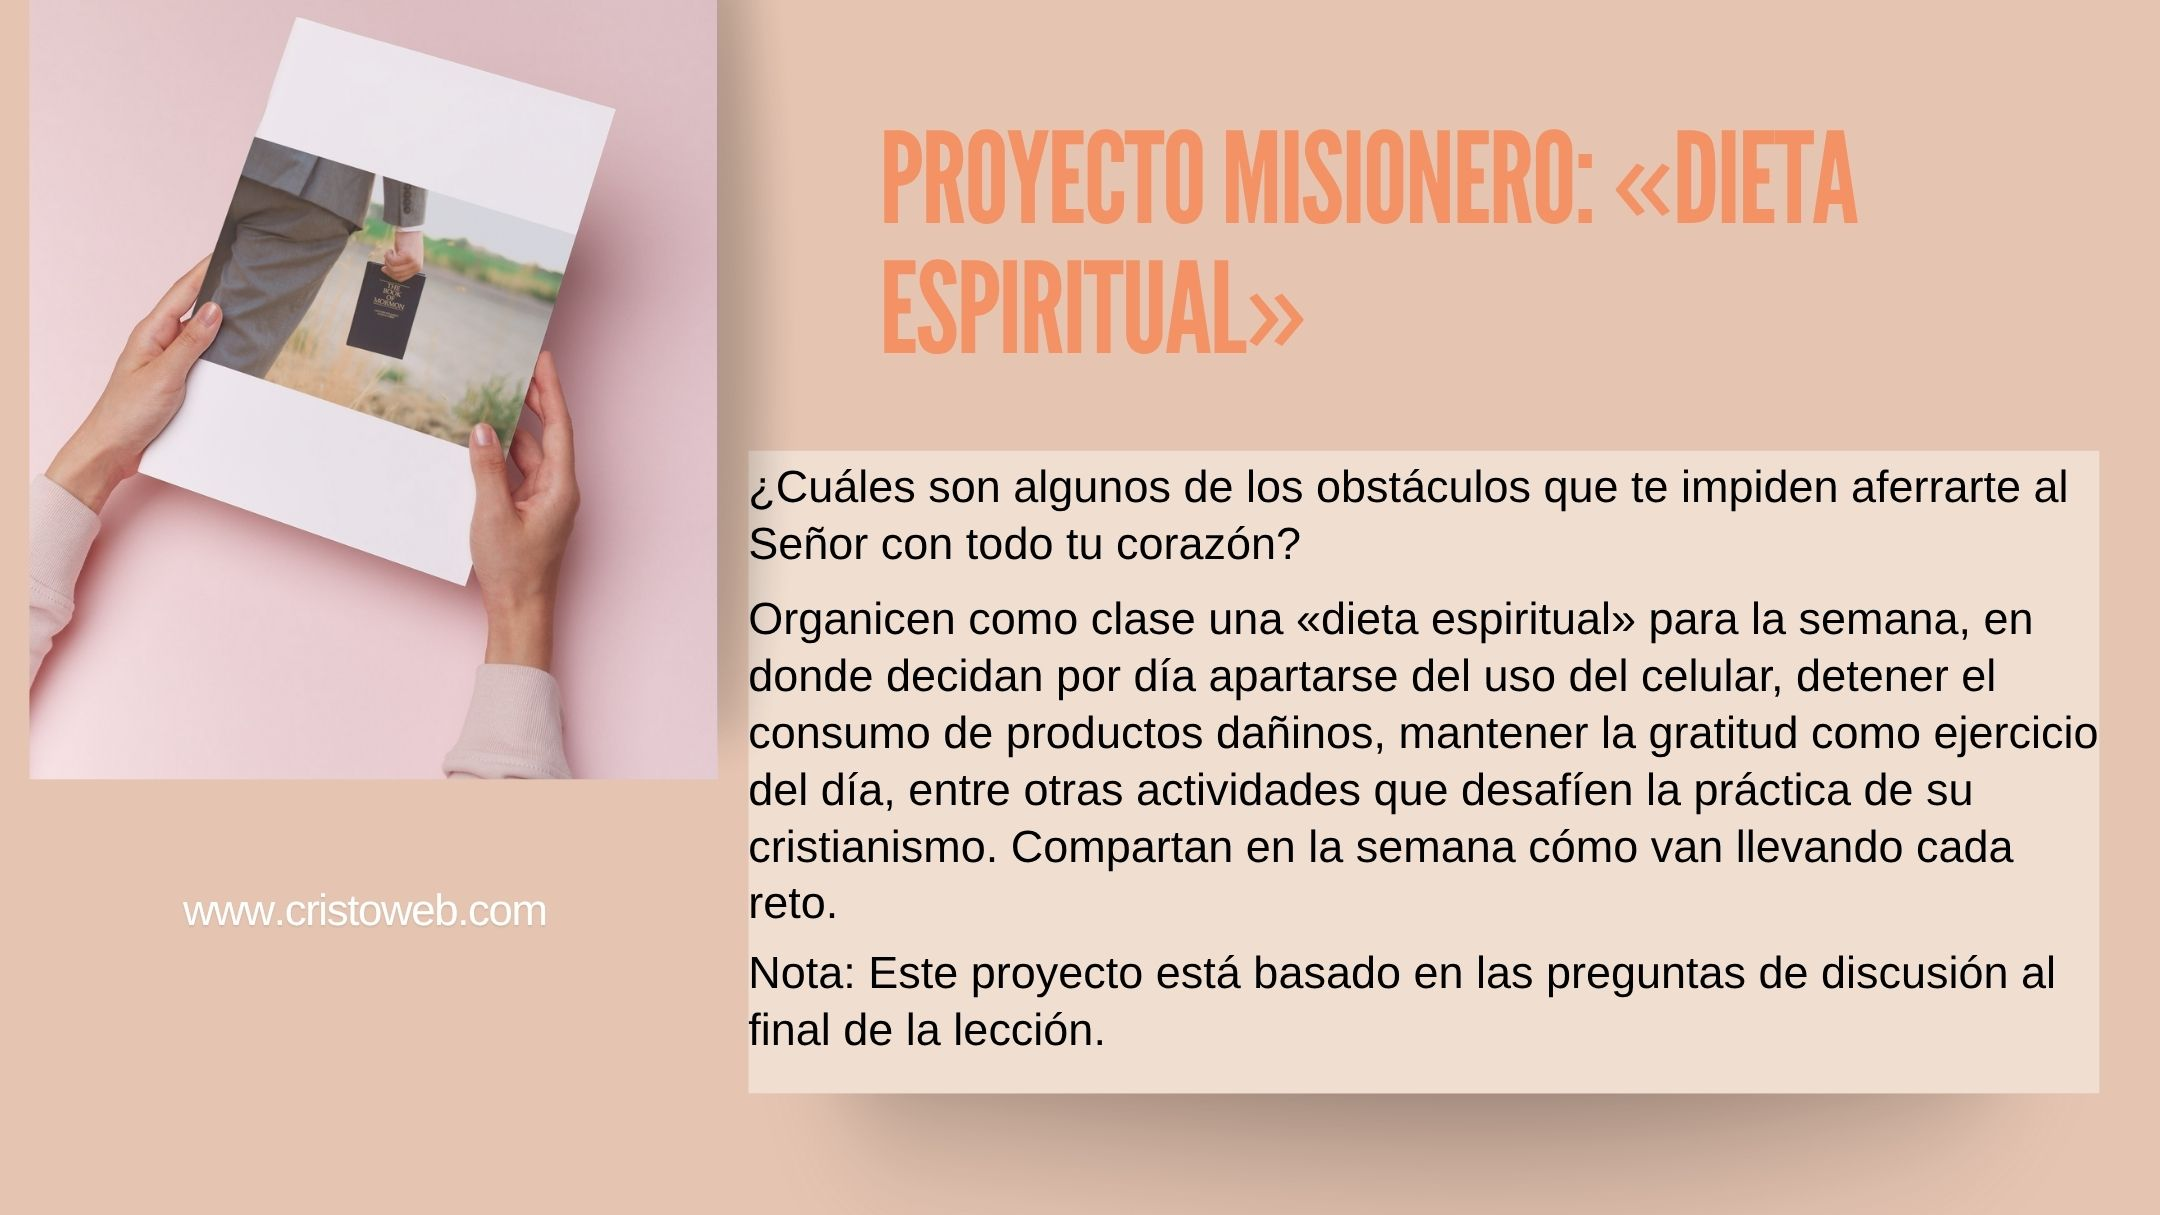 PROYECTO MISIONERO: «DIETA
ESPIRITUAL»
THE
BOOK
OF
MORMON
¿Cuáles son algunos de los obstáculos que te impiden aferrarte al
Señor con todo tu corazón?
Organicen como clase una «dieta espiritual» para la semana, en
donde decidan por día apartarse del uso del celular, detener el
consumo de productos dañinos, mantener la gratitud como ejercicio
del día, entre otras actividades que desafíen la práctica de su
cristianismo. Compartan en la semana cómo van llevando cada
reto.
Nota: Este proyecto está basado en las preguntas de discusión al
final de la lección.
www.cristoweb.com